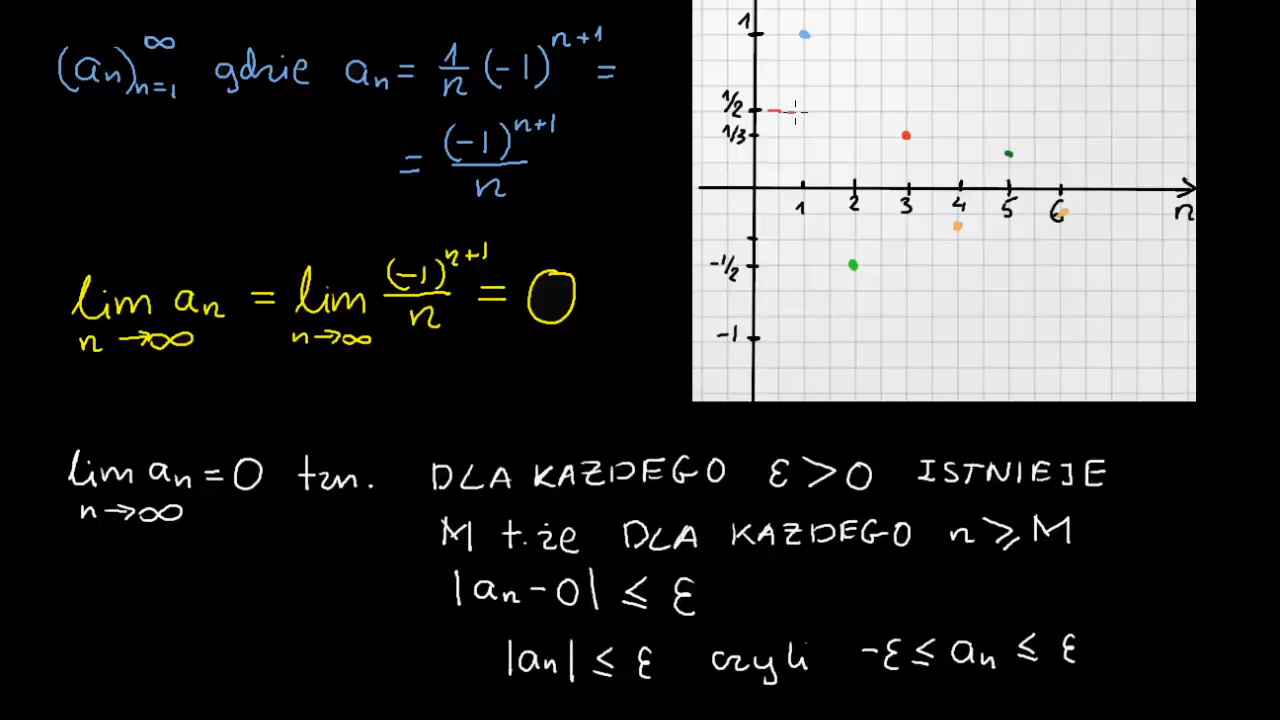 (an)∞n=1 gdzie an = 1/n (-1)^n+1 =
= (-1)^n+1 / n
lim n→∞ an = lim n→∞ (-1)^n+1 / n = 0
lim n→∞ an = 0 tzn. DLA KAZDEGO ε > 0 ISTNIEJE
M t.że DLA KAZDEGO n ⩾ M
|an - 0| ≤ ε
|an| ≤ ε czyli -ε ≤ an ≤ ε
1
1/2
1/3
1 2 3 4 5 6 n
-1/2
-1